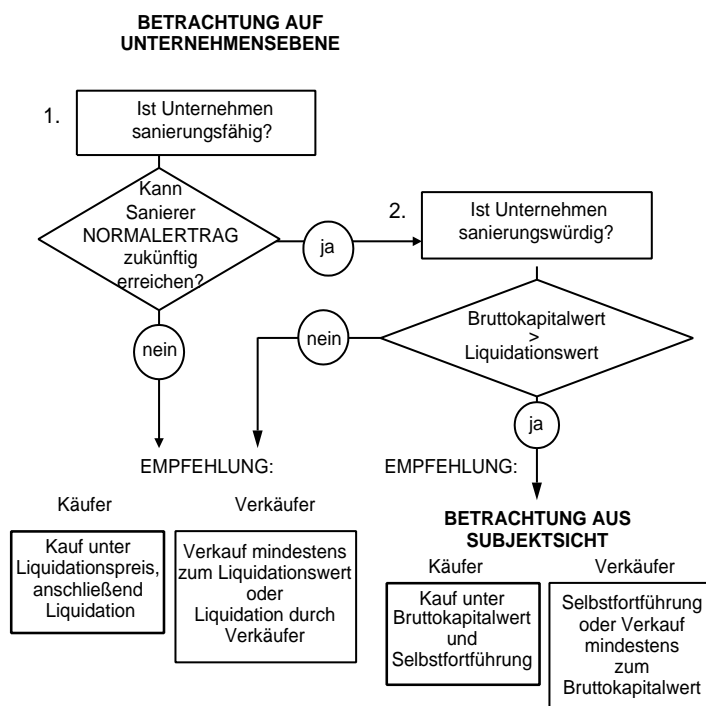 BETRACHTUNG AUF
UNTERNEHMENSEBENE
1.
Ist Unternehmen
sanierungsfähig?
Kann
Sanierer
NORMALERTRAG
zukünftig
erreichen?
ja
2.
Ist Unternehmen
sanierungswürdig?
nein
nein
Bruttokapitalwert
>
Liquidationswert
ja
EMPFEHLUNG:
EMPFEHLUNG:
Käufer
Verkäufer
Kauf unter
Liquidationspreis,
anschließend
Liquidation
Verkauf mindestens
zum Liquidationswert
oder
Liquidation durch
Verkäufer
BETRACHTUNG AUS
SUBJEKTSICHT
Käufer
Verkäufer
Kauf unter
Bruttokapitalwert
und
Selbstfortführung
Selbstfortführung
oder Verkauf
mindestens
zum
Bruttokapitalwert